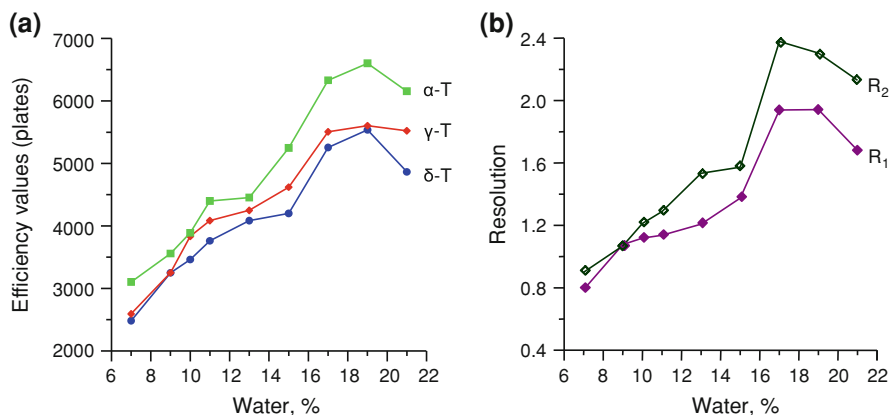 (a)
7000
6000
5000
4000
3000
2000
Efficiency values (plates)
α-T
γ-T
δ-T
6 8 10 12 14 16 18 20 22
Water, %
(b)
2.4
2.0
1.6
1.2
0.8
0.4
Resolution
R2
R1
6 8 10 12 14 16 18 20 22
Water, %